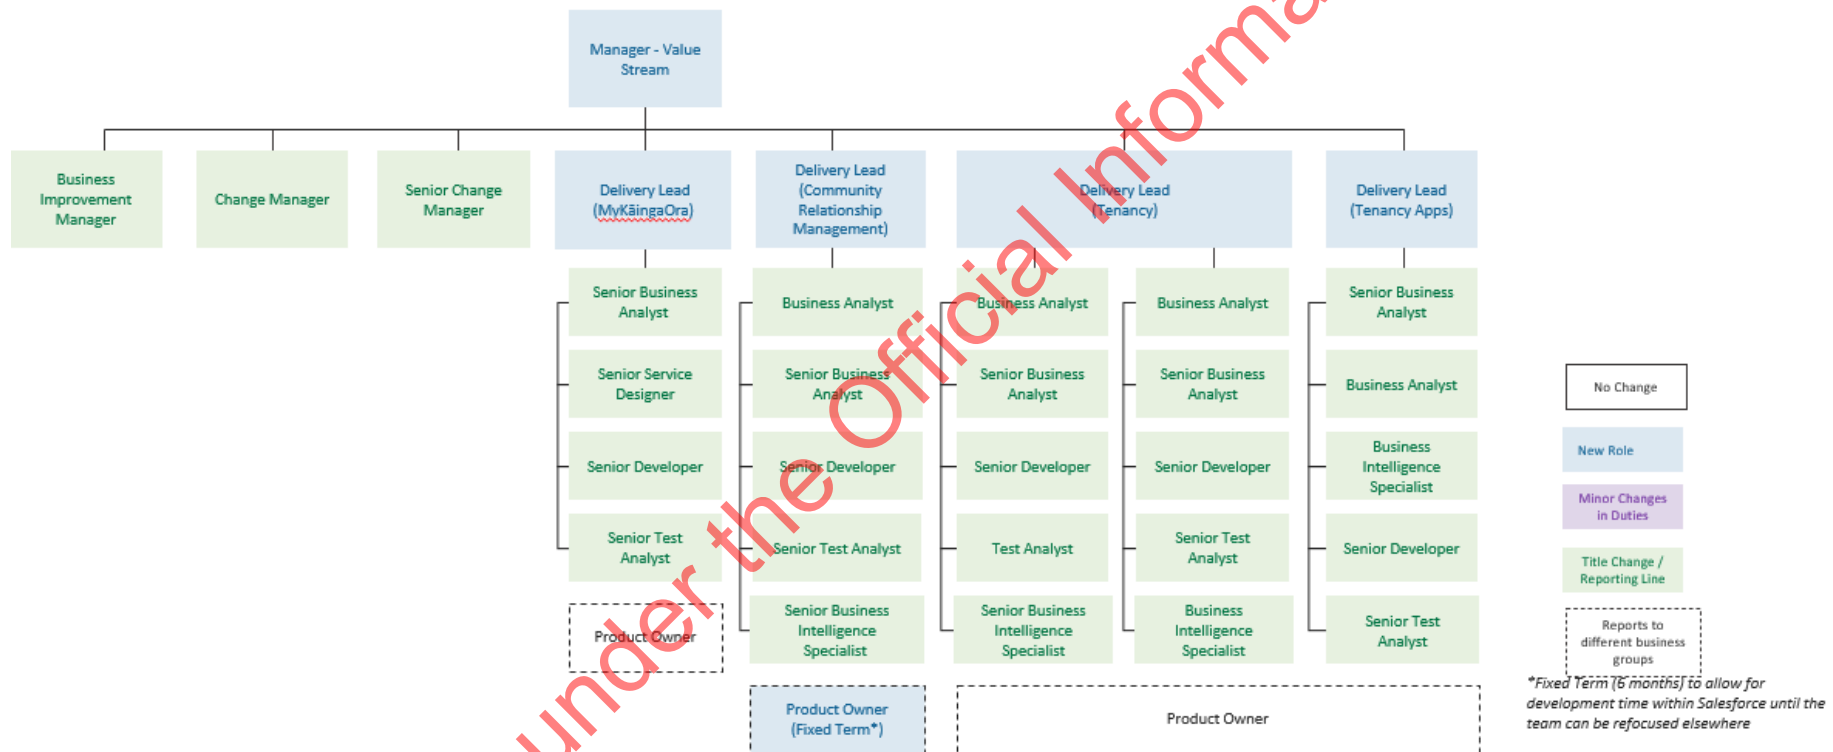 Manager - Value
Stream
Business
Improvement
Manager
Change Manager
Senior Change
Manager
Delivery Lead
(MyKāingaOra)
Delivery Lead
(Community
Relationship
Management)
Delivery Lead
(Tenancy)
Delivery Lead
(Tenancy Apps)
Senior Business
Analyst
Senior Service
Designer
Senior Developer
Senior Test
Analyst
Product Owner
Business Analyst
Senior Business
Analyst
Senior Developer
Senior Test Analyst
Senior Business
Intelligence
Specialist
Product Owner
(Fixed Term*)
Business Analyst
Senior Business
Analyst
Senior Developer
Test Analyst
Senior Business
Intelligence
Specialist
Business Analyst
Senior Business
Analyst
Senior Developer
Senior Test
Analyst
Business
Intelligence
Specialist
Product Owner
Senior Business
Analyst
Business Analyst
Business
Intelligence
Specialist
Senior Developer
Senior Test
Analyst
No Change
New Role
Minor Changes
in Duties
Title Change /
Reporting Line
Reports to
different business
groups
*Fixed Term (6 months) to allow for
development time within Salesforce until the
team can be refocused elsewhere
under the Official Informa